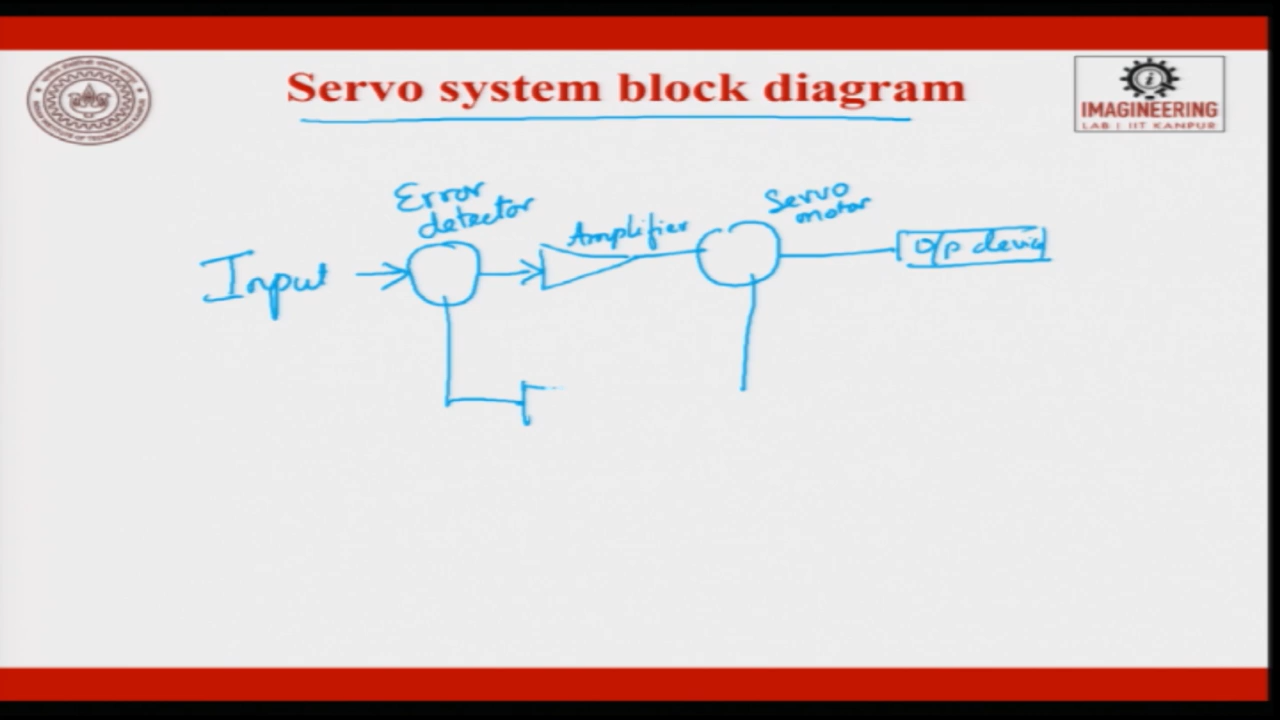 Servo system block diagram
IMAGINEERING
LAB | IIT KANPUR
Error
detector
Servo
motor
Amplifier
Input
O/p device